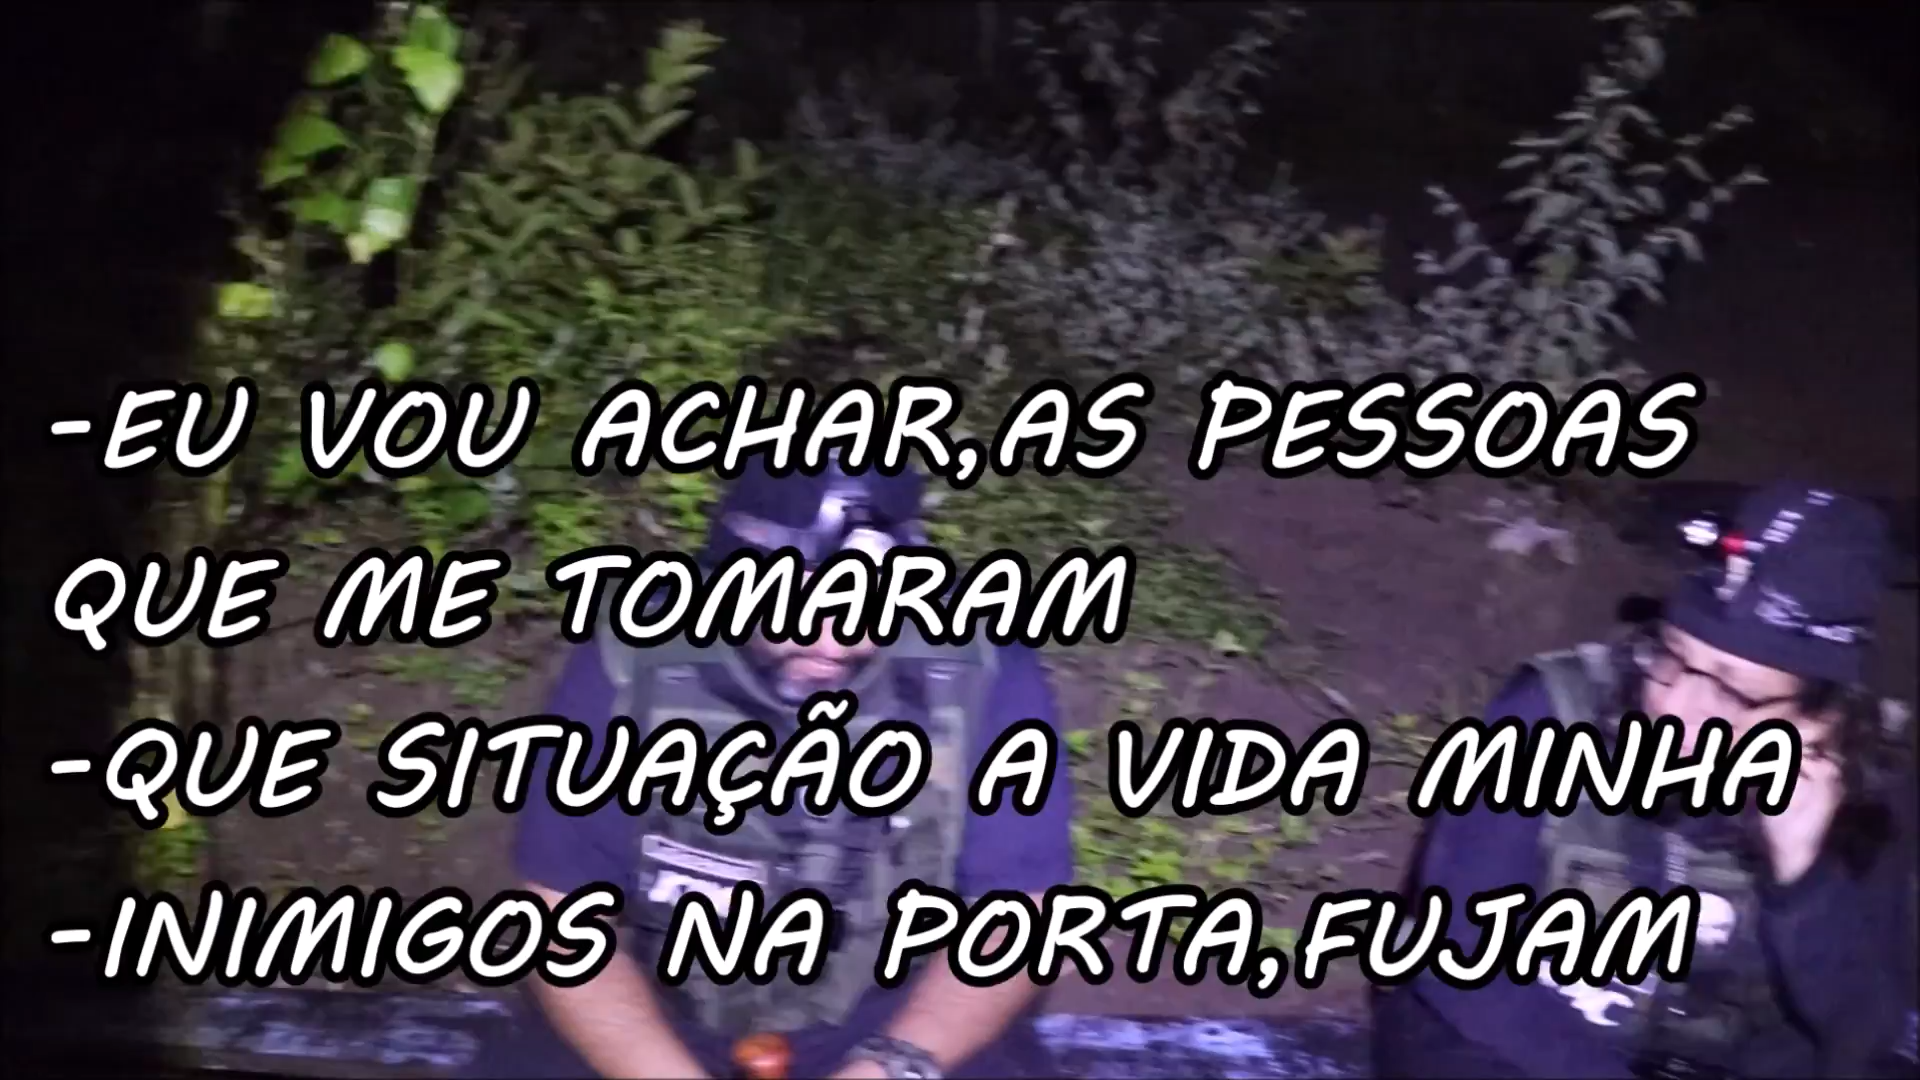 -EU VOU ACHAR,AS PESSOAS
QUE ME TOMARAM
-QUE SITUAÇÃO A VIDA MINHA
-INIMIGOS NA PORTA,FUJAM